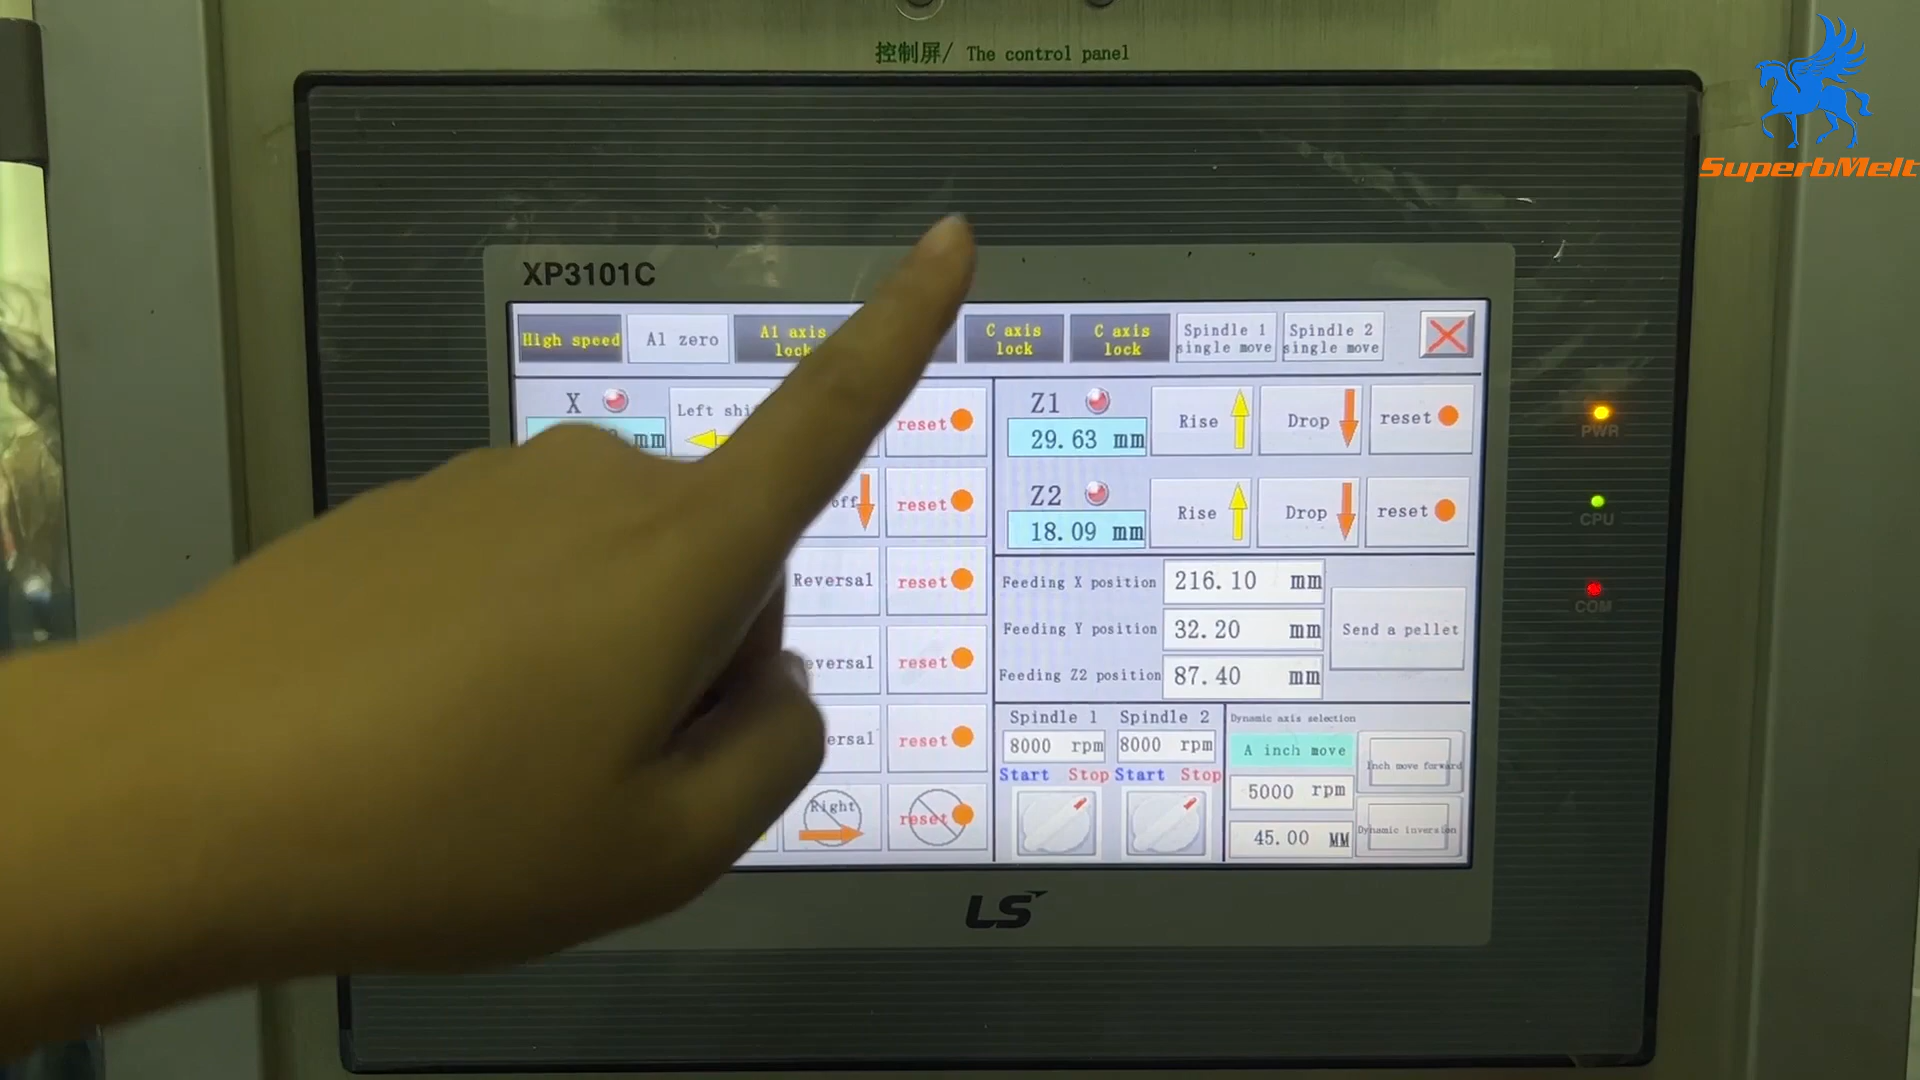 控制屏/ The control panel
SuperbMelt
XP3101C
High speed
A1 zero
A1 axis
lock
C axis
lock
C axis
lock
Spindle 1
single move
Spindle 2
single move
X
mm
Left
reset
reset
Reversal
reset
reset
reset
Right
reset
Z1
29.63 mm
Rise
Drop
reset
Z2
18.09 mm
Rise
Drop
reset
Feeding X position
216.10 mm
Feeding Y position
32.20 mm
Feeding Z2 position
87.40 mm
Send a pellet
Spindle 1
8000 rpm
Start Stop
Spindle 2
8000 rpm
Start Stop
Dynamic axis selection
A inch move
5000 rpm
45.00 MM
Inch move forward
Dynamic inversion
PWR
CPU
COM
LS